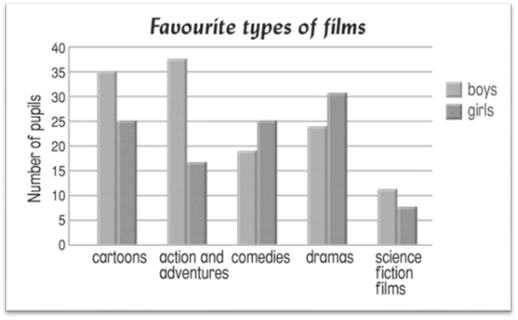 Favourite types of films
Number of pupils
40
35
30
25
20
15
10
5
0
cartoons
action and
adventures
comedies
dramas
science
fiction
films
boys
girls